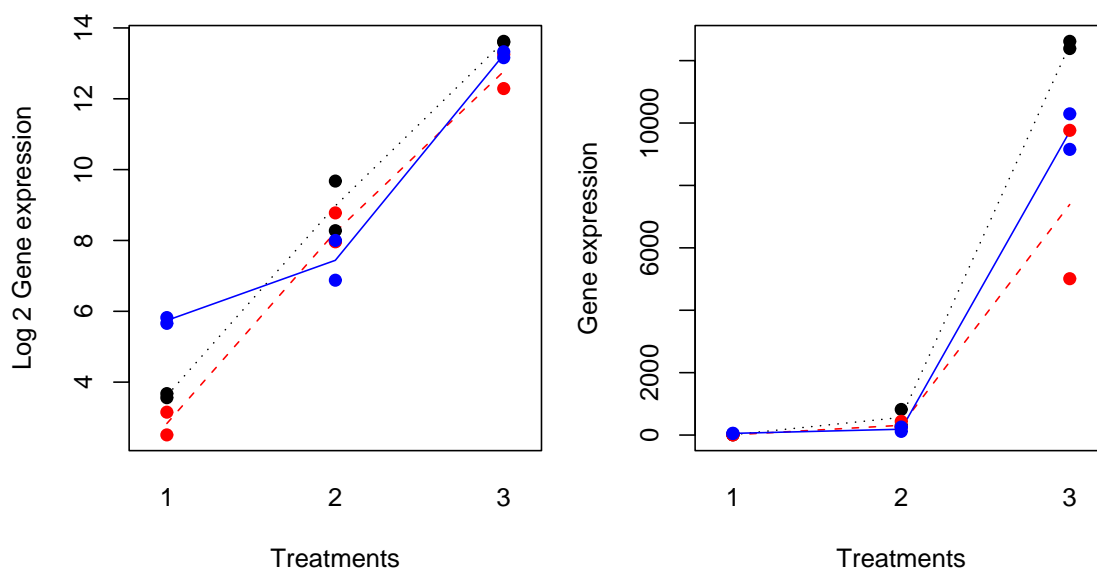 Log 2 Gene expression
14
12
10
8
6
4
1 2 3
Treatments
Gene expression
10000
6000
2000
0
1 2 3
Treatments